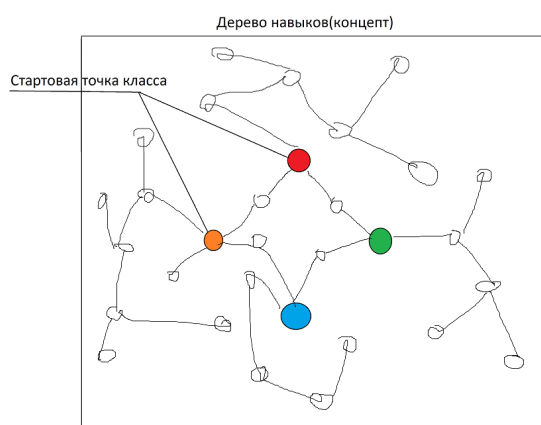 Дерево навыков(концепт)
Стартовая точка класса